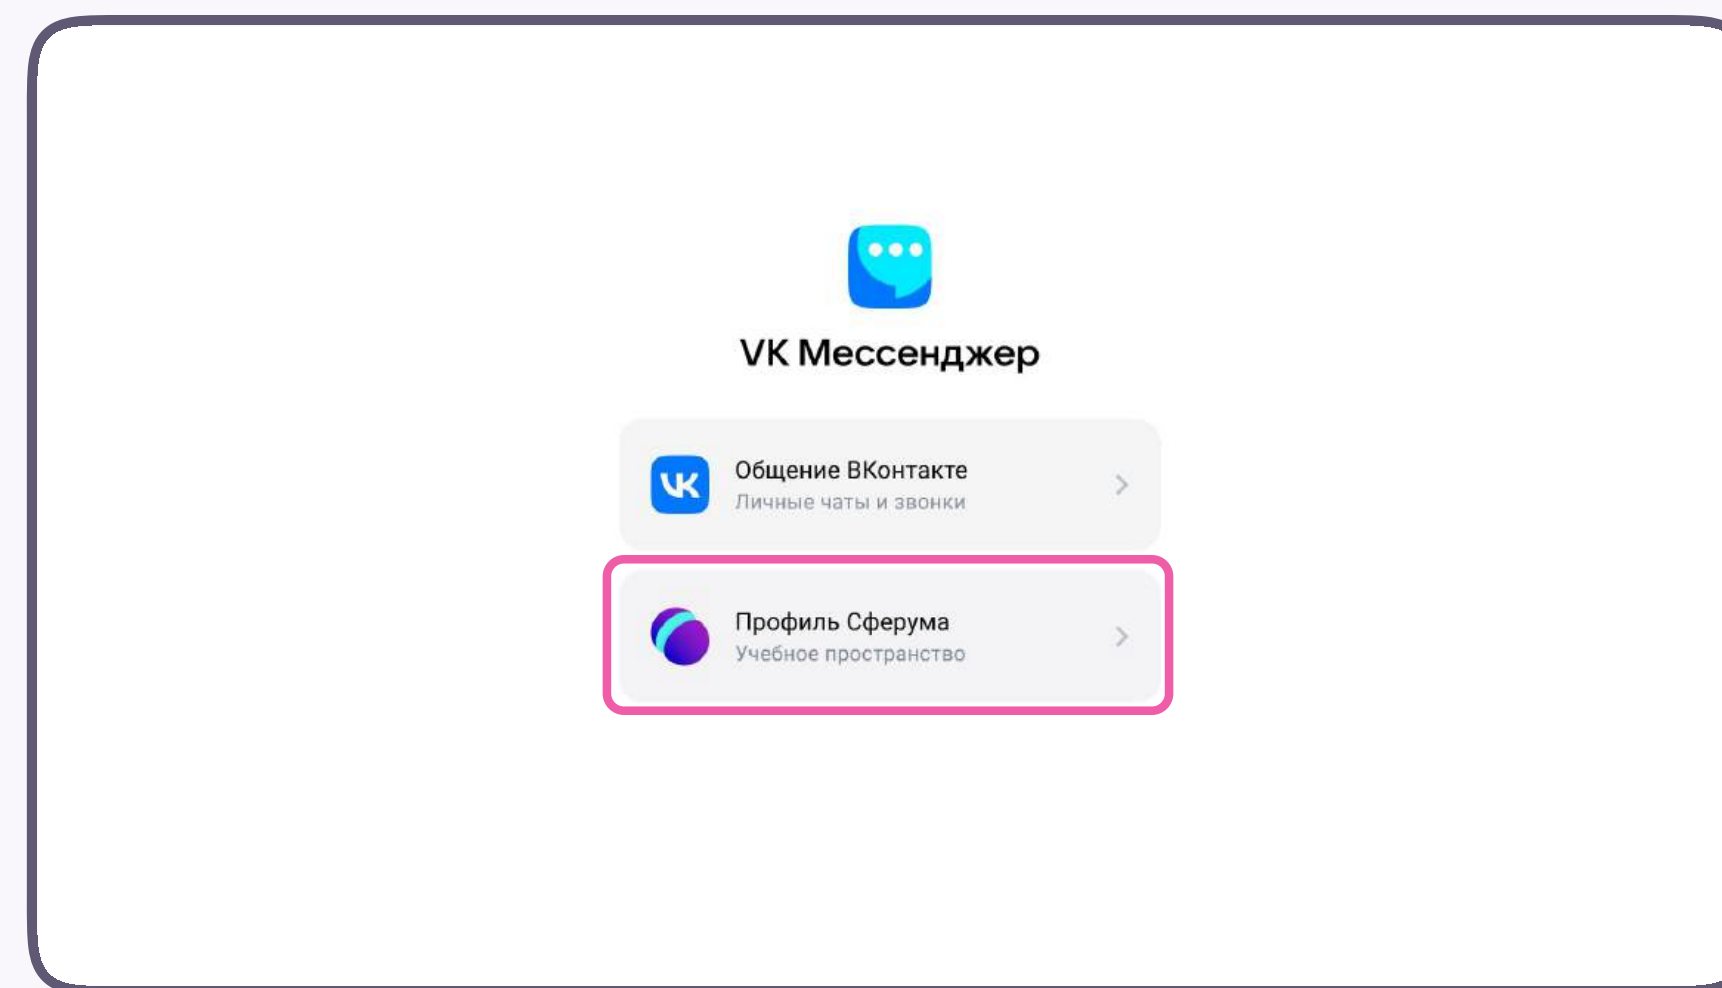 VK Мессенджер
Общение ВКонтакте
Личные чаты и звонки
Профиль Сферума
Учебное пространство